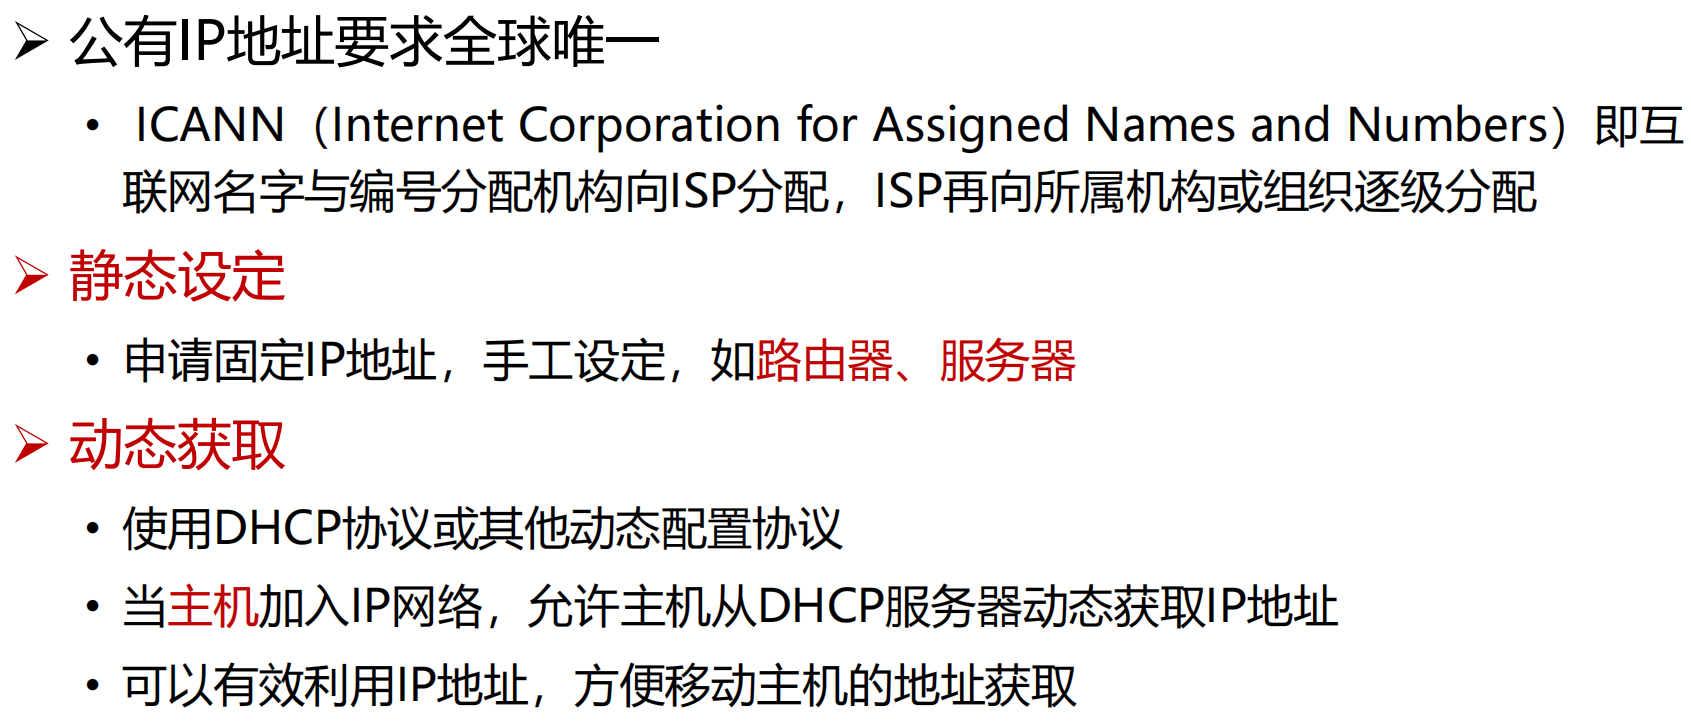 ➢ 公有IP地址要求全球唯一
• ICANN（Internet Corporation for Assigned Names and Numbers）即互
联网名字与编号分配机构向ISP分配，ISP再向所属机构或组织逐级分配
➢ 静态设定
• 申请固定IP地址，手工设定，如路由器、服务器
➢ 动态获取
• 使用DHCP协议或其他动态配置协议
• 当主机加入IP网络，允许主机从DHCP服务器动态获取IP地址
• 可以有效利用IP地址，方便移动主机的地址获取